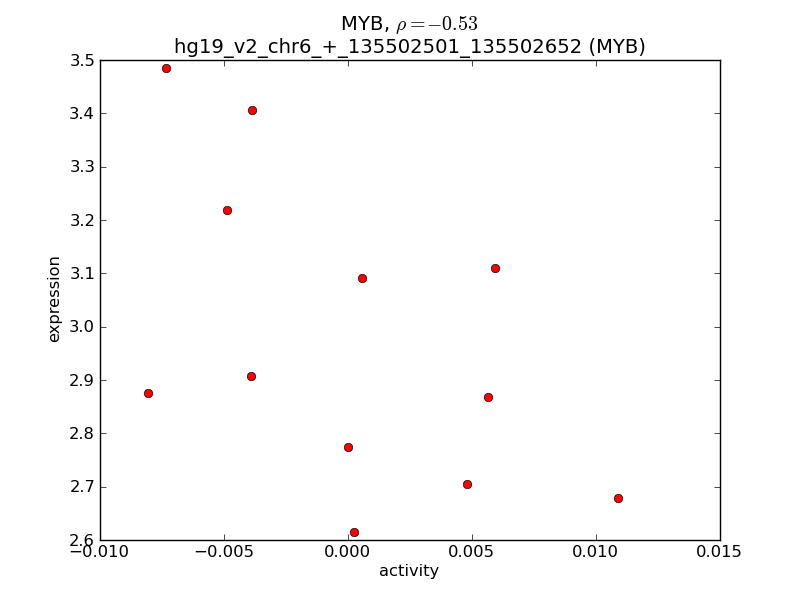 MYB, ρ = −0.53
hg19_v2_chr6_+_135502501_135502652 (MYB)
3.5
3.4
3.3
3.2
3.1
3.0
2.9
2.8
2.7
2.6
expression
−0.010 −0.005 0.000 0.005 0.010 0.015
activity